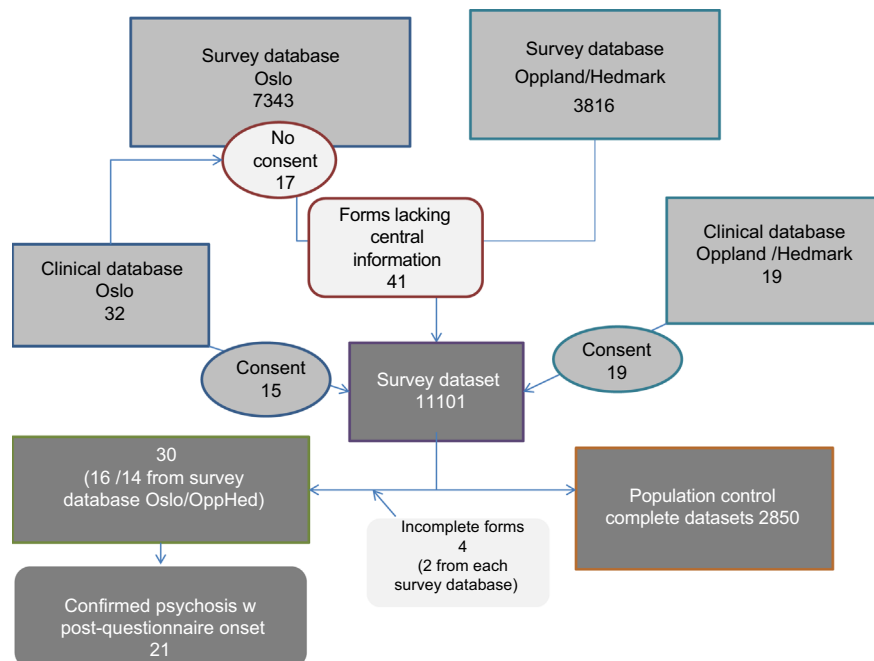 Survey database
Oslo
7343
Survey database
Oppland/Hedmark
3816
No
consent
17
Forms lacking
central
information
41
Clinical database
Oslo
32
Clinical database
Oppland /Hedmark
19
Consent
15
Survey dataset
11101
Consent
19
30
(16 /14 from survey
database Oslo/OppHed)
Incomplete forms
4
(2 from each
survey database)
Population control
complete datasets 2850
Confirmed psychosis w
post-questionnaire onset
21